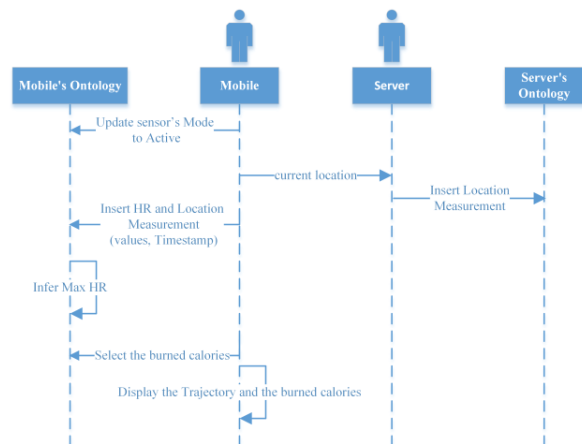 Mobile's Ontology
Mobile
Server
Server's
Ontology
Update sensor's Mode
to Active
current location
Insert Location
Measurement
Insert HR and Location
Measurement
(values, Timestamp)
Infer Max HR
Select the burned calories
Display the Trajectory and the burned calories